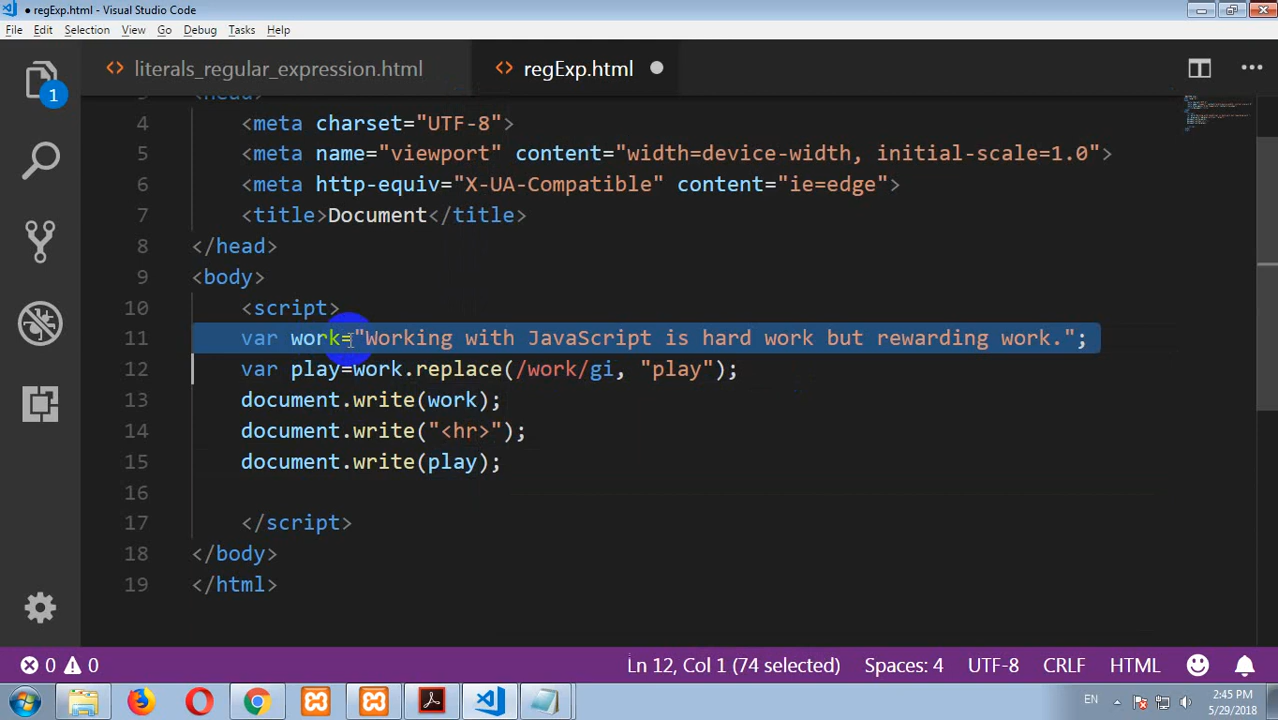 regExp.html - Visual Studio Code
File Edit Selection View Go Debug Tasks Help
1
<> literals_regular_expression.html <> regExp.html ●
3 <head>
4 <meta charset="UTF-8">
5 <meta name="viewport" content="width=device-width, initial-scale=1.0">
6 <meta http-equiv="X-UA-Compatible" content="ie=edge">
7 <title>Document</title>
8 </head>
9 <body>
10 <script>
11 var work="Working with JavaScript is hard work but rewarding work.";
12 var play=work.replace(/work/gi, "play");
13 document.write(work);
14 document.write("<hr>");
15 document.write(play);
16
17 </script>
18 </body>
19 </html>
0 0 Ln 12, Col 1 (74 selected) Spaces: 4 UTF-8 CRLF HTML
EN 2:45 PM
5/29/2018